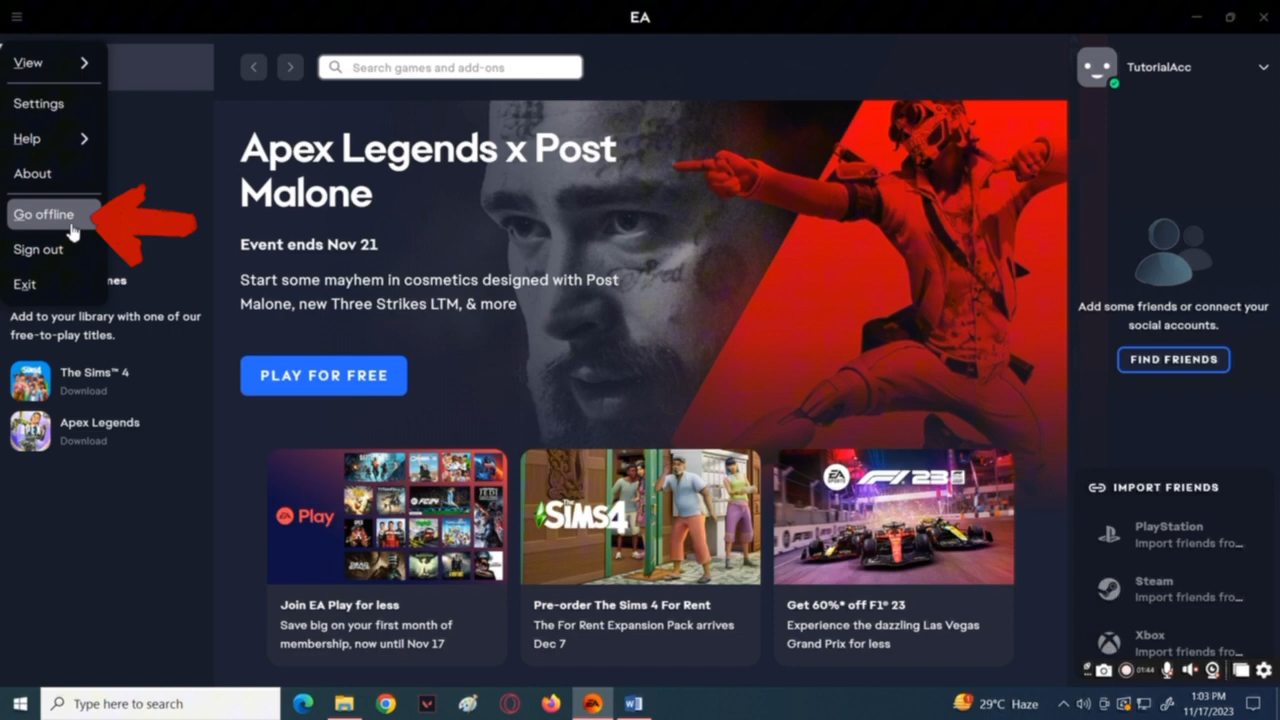 EA
View
Settings
Help
About
Go offline
Sign out
Exit
mes
Add to your library with one of our
free-to-play titles.
The Sims™ 4
Download
Apex Legends
Download
Search games and add-ons
Apex Legends x Post
Malone
Event ends Nov 21
Start some mayhem in cosmetics designed with Post
Malone, new Three Strikes LTM, & more
PLAY FOR FREE
EA Play
Join EA Play for less
Save big on your first month of
membership, now until Nov 17
The
SIMS4
Pre-order The Sims 4 For Rent
The For Rent Expansion Pack arrives
Dec 7
EA
SPORTS
F1 23
Get 60%* off F1® 23
Experience the dazzling Las Vegas
Grand Prix for less
TutorialAcc
Add some friends or connect your
social accounts.
FIND FRIENDS
IMPORT FRIENDS
PlayStation
Import friends fro...
Steam
Import friends fro...
Xbox
Import friends fro...
01:44
Type here to search
29°C Haze
1:03 PM
11/17/2023